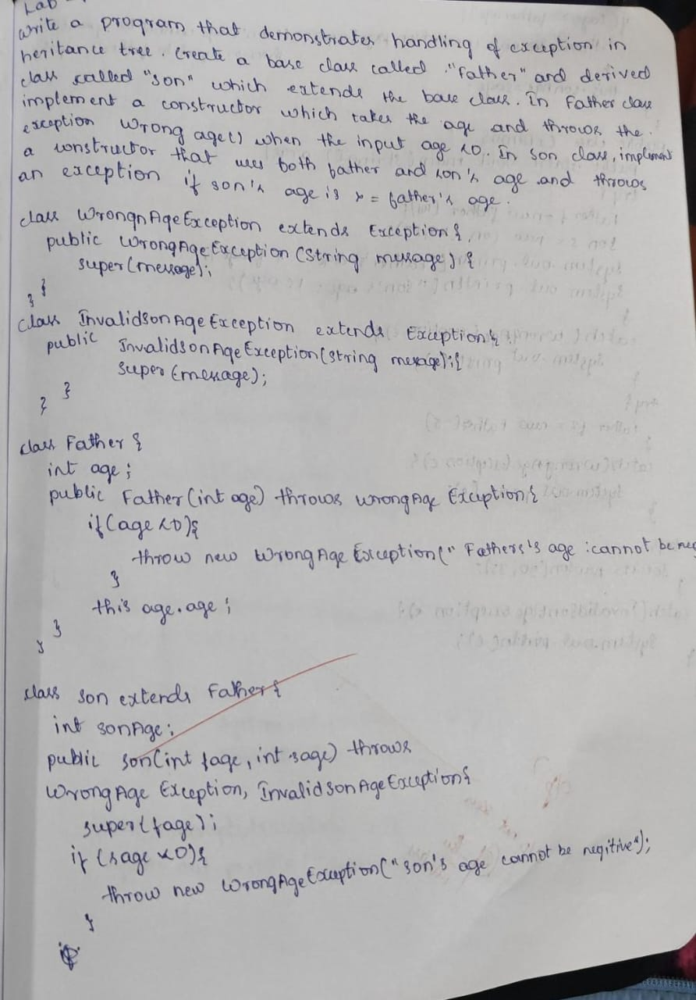 Lab
write a program that demonstrates handling of exception in
heritance tree. Create a base class called "Father" and derived
class called "son" which extends the base class. In Father class
implement a constructor which takes the age and throws the
exception Wrong age() when the input age <0. In son class, implement
a constructor that uses both father and son's age and throws
an exception if son's age is > = father's age.
class WrongnAgeException extends Exception {
public WrongAgeException (String message) {
super(message);
}
}
class InvalidsonAgeException extends Exception {
public InvalidsonAgeException(string message);{
super (message);
}
}
class Father {
int age;
public Father (int age) throws wrongAge Exception {
if (age <0){
throw new WrongAge Exception(" Fathers's age :cannot be neg
}
this age.age ;
}
}
class son extends Father {
int sonAge;
public son(int fage, int sage) throws
WrongAge Exception, InvalidsonAgeException{
super(fage);
if (sage <0){
throw new WrongAgeException("son's age cannot be negitive");
}